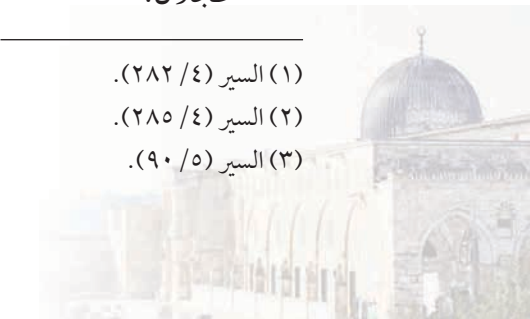 (١) السير (٤/ ٢٨٢).
(٢) السير (٤/ ٢٨٥).
(٣) السير (٥/ ٩٠).